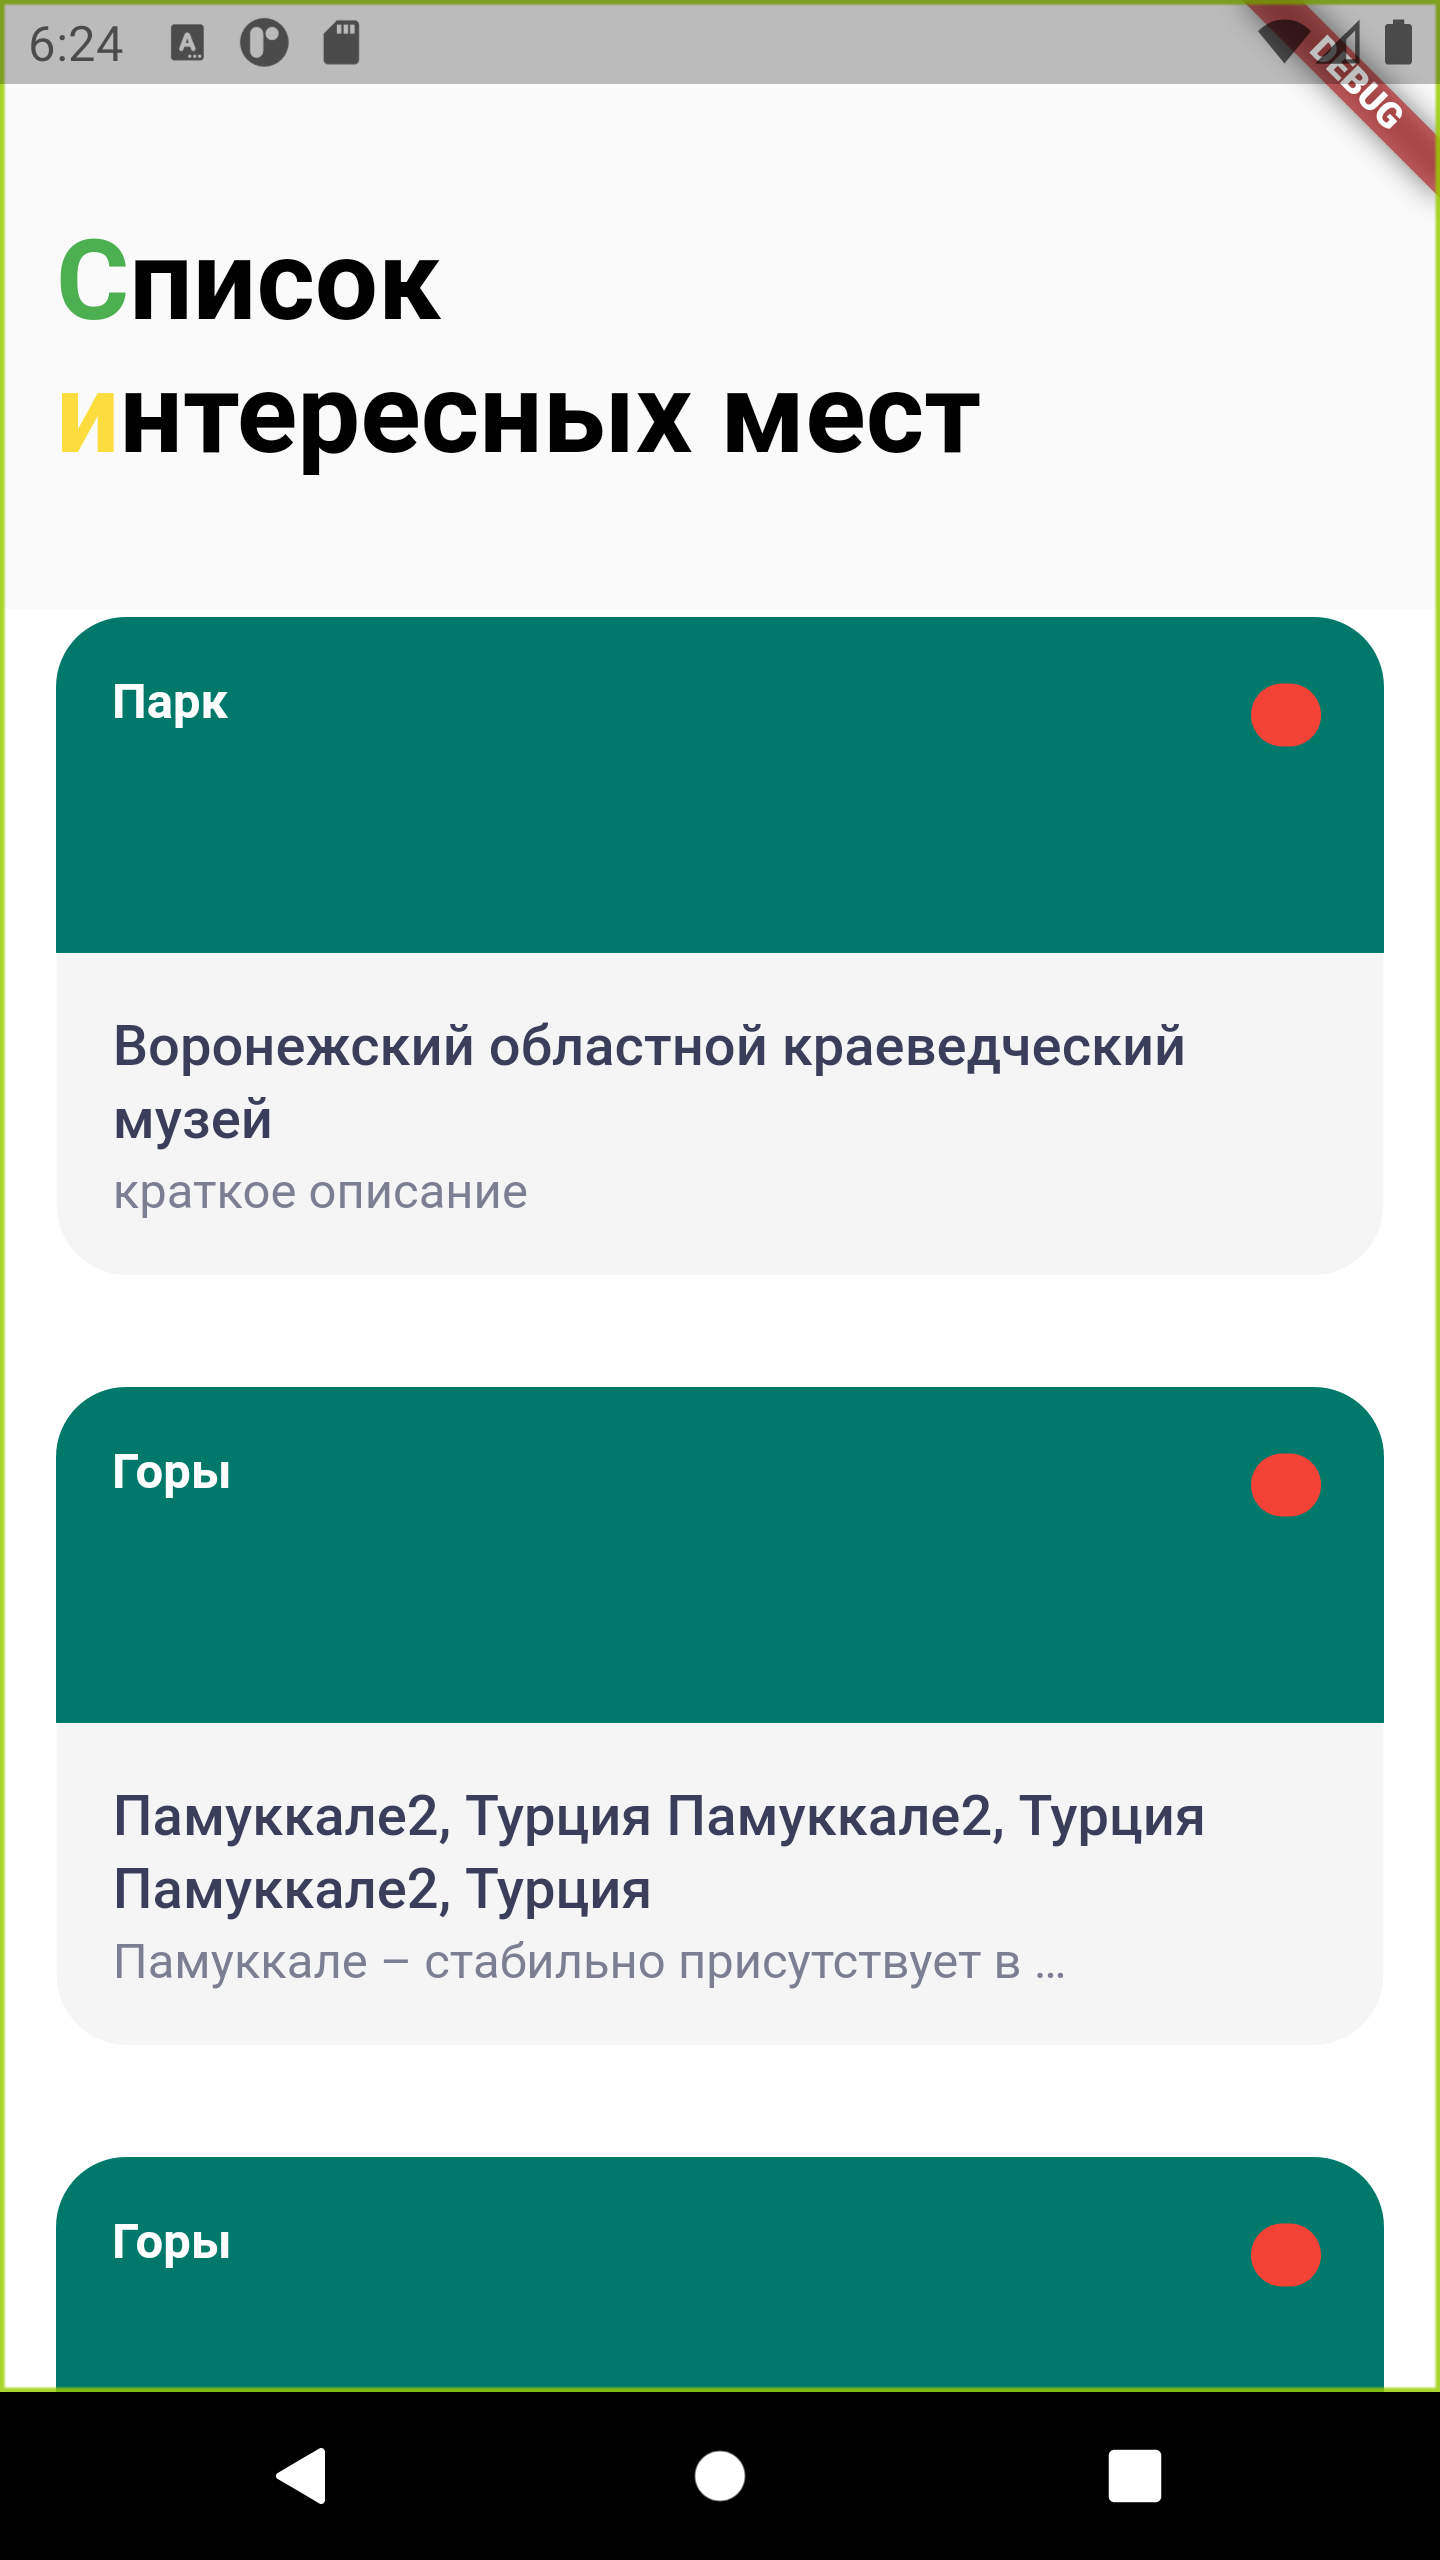 6:24
DEBUG
Список
интересных мест
Парк
Воронежский областной краеведческий
музей
краткое описание
Горы
Памуккале2, Турция Памуккале2, Турция
Памуккале2, Турция
Памуккале – стабильно присутствует в ...
Горы